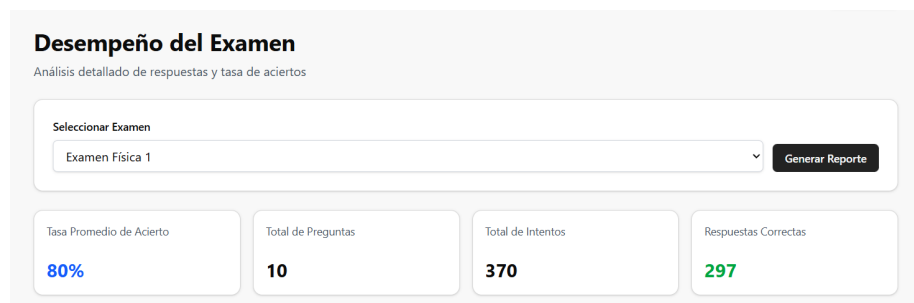 Desempeño del Examen
Análisis detallado de respuestas y tasa de aciertos
Seleccionar Examen
Examen Física 1
Generar Reporte
Tasa Promedio de Acierto
80%
Total de Preguntas
10
Total de Intentos
370
Respuestas Correctas
297